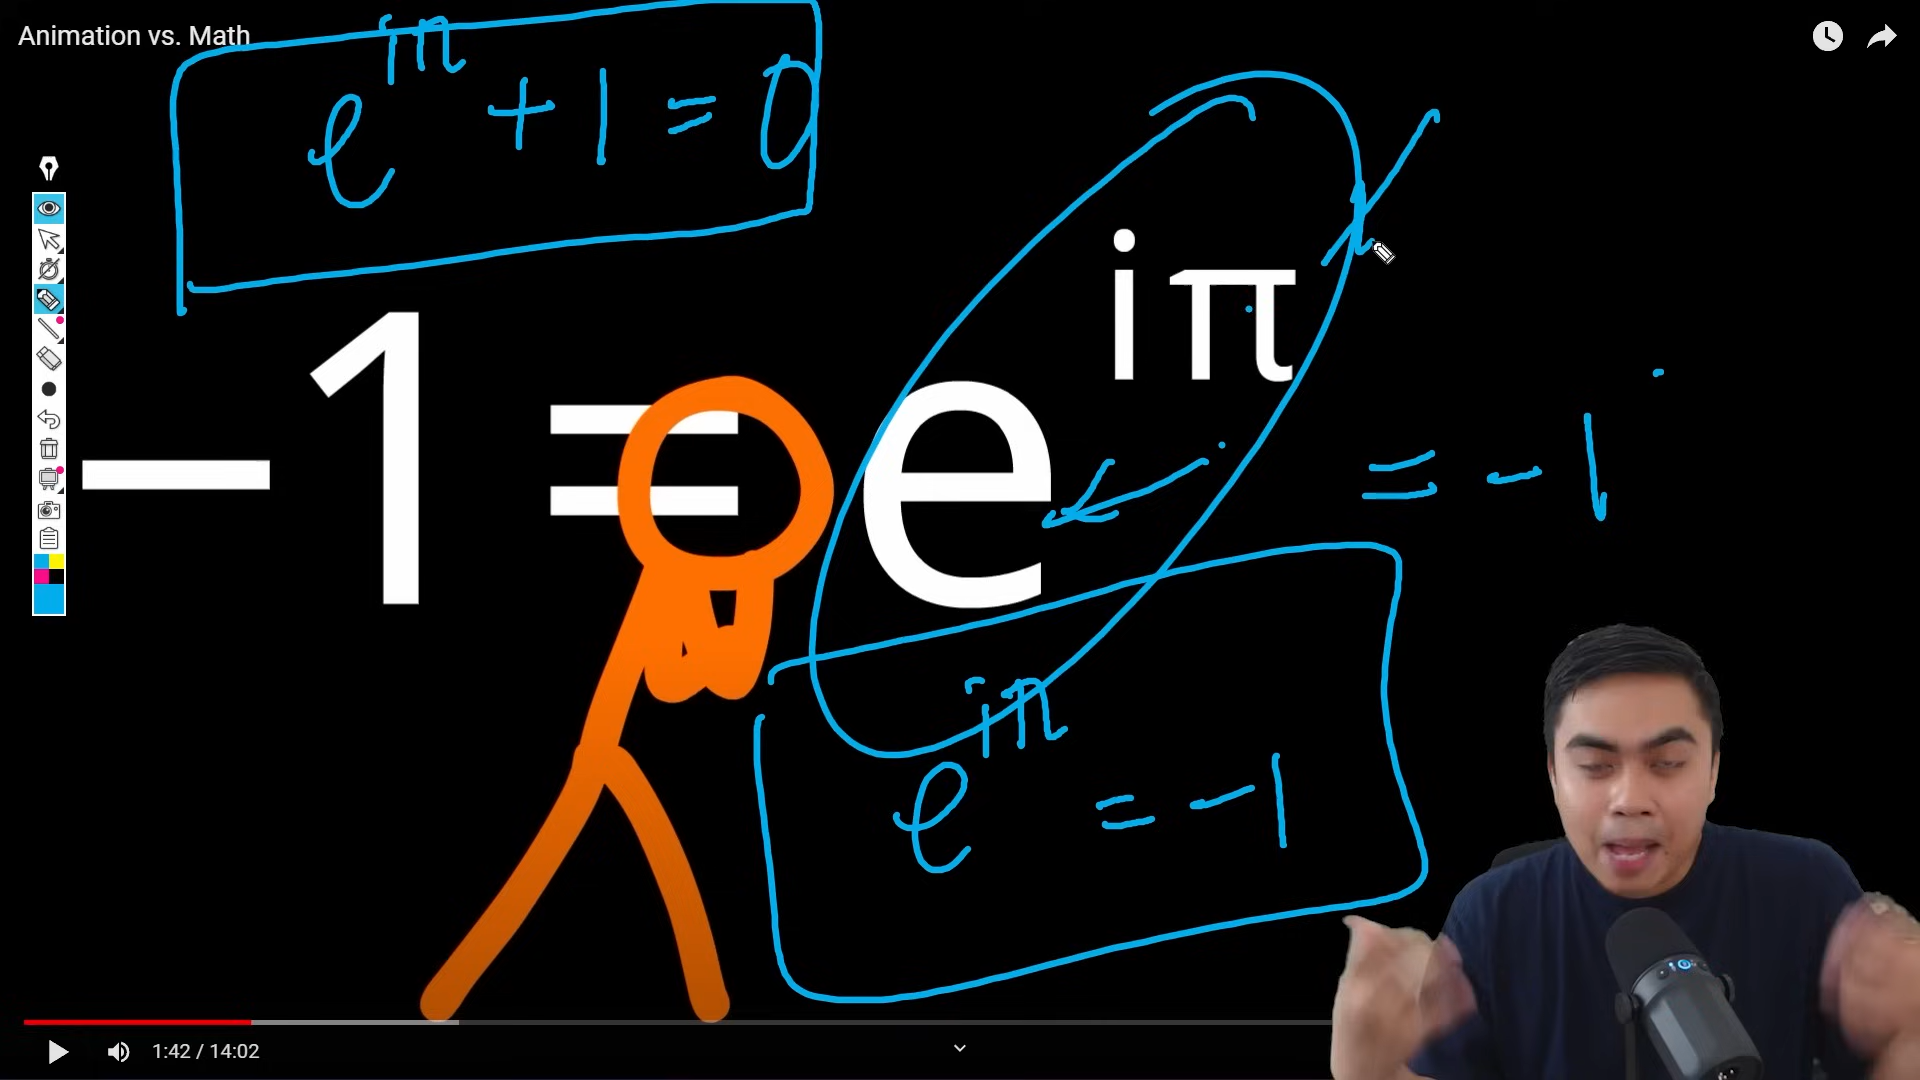 Animation vs. Math
e^{iπ} + 1 = 0
−1 = e^{iπ}
= −1
e^{iπ} = −1
1:42 / 14:02